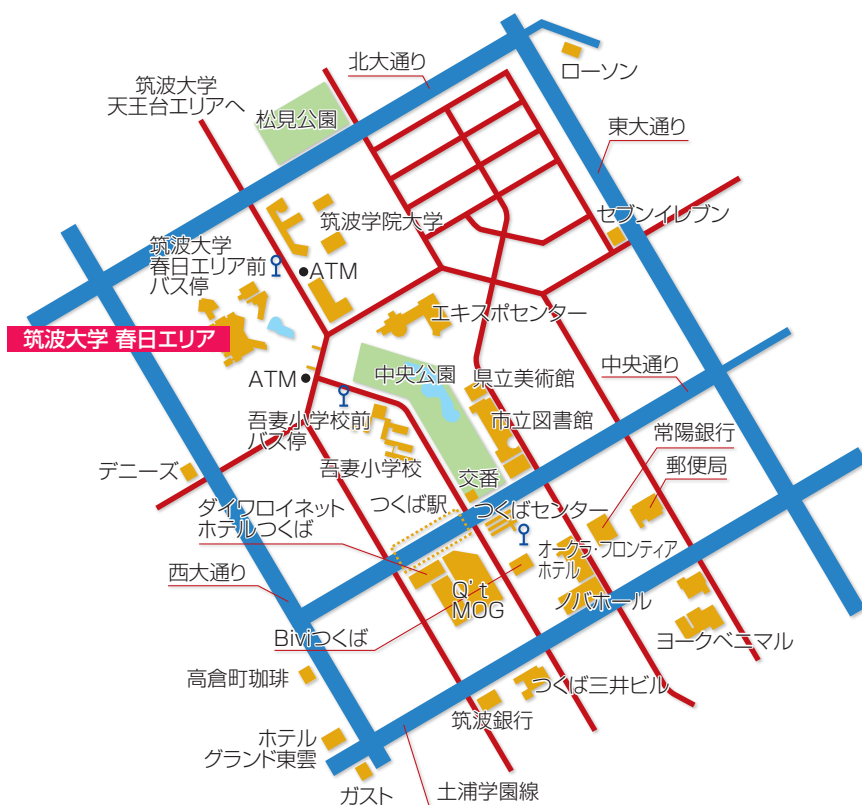 ローソン
北大通り
筑波大学
天王台エリアへ
松見公園
東大通り
セブンイレブン
筑波学院大学
筑波大学
春日エリア前
バス停
ATM
エキスポセンター
筑波大学 春日エリア
中央通り
中央公園
ATM
県立美術館
吾妻小学校前
バス停
市立図書館
常陽銀行
吾妻小学校
デニーズ
郵便局
交番
ダイワロイネット
ホテルつくば
つくば駅
つくばセンター
オークラ・フロンティア
ホテル
西大通り
Q't
MOG
ノバホール
Biviつくば
ヨークベニマル
高倉町珈琲
つくば三井ビル
筑波銀行
ホテル
グランド東雲
ガスト
土浦学園線